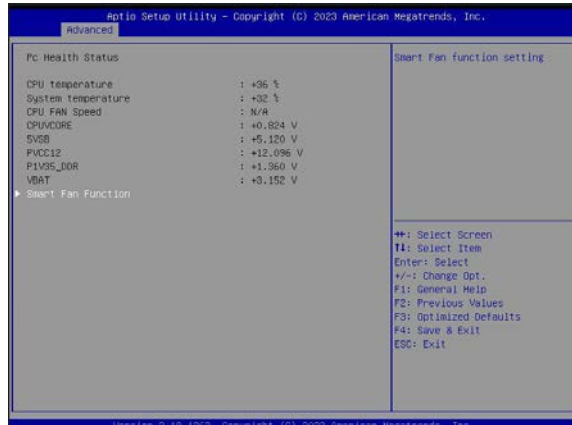 Aptio Setup Utility – Copyright (C) 2023 American Megatrends, Inc.
Advanced
Pc Health Status
Smart Fan function setting
CPU temperature : +36 %
System temperature : +32 %
CPU FAN Speed : N/A
CPUVCORE : +0.824 V
5VSB : +5.120 V
PVCC12 : +12.096 V
P1V35_DDR : +1.360 V
VBAT : +3.152 V
Smart Fan Function
→←: Select Screen
↑↓: Select Item
Enter: Select
+/-: Change Opt.
F1: General Help
F2: Previous Values
F3: Optimized Defaults
F4: Save & Exit
ESC: Exit